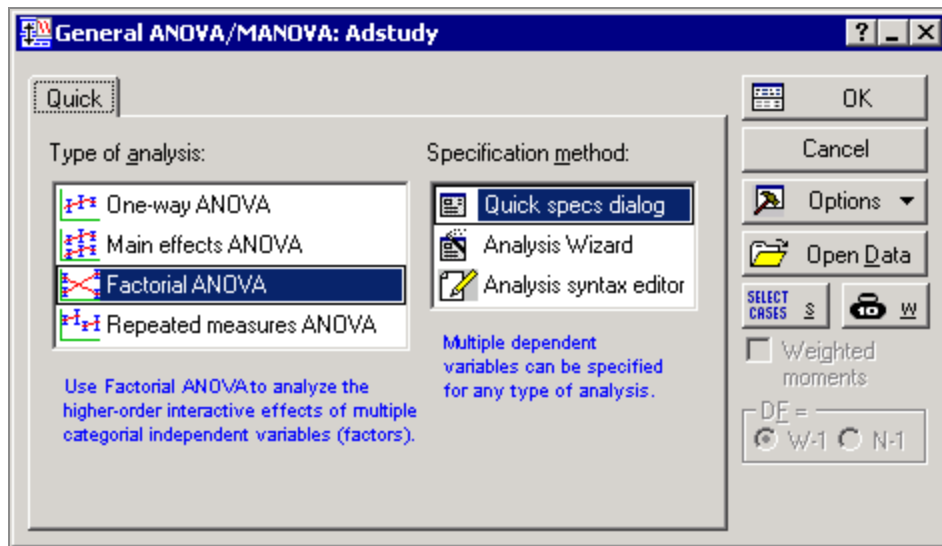 General ANOVA/MANOVA: Adstudy
Quick
Type of analysis:
One-way ANOVA
Main effects ANOVA
Factorial ANOVA
Repeated measures ANOVA
Use Factorial ANOVA to analyze the
higher-order interactive effects of multiple
categorial independent variables (factors).
Specification method:
Quick specs dialog
Analysis Wizard
Analysis syntax editor
Multiple dependent
variables can be specified
for any type of analysis.
OK
Cancel
Options
Open Data
SELECT
CASES S
W
Weighted
moments
DF =
W-1 N-1